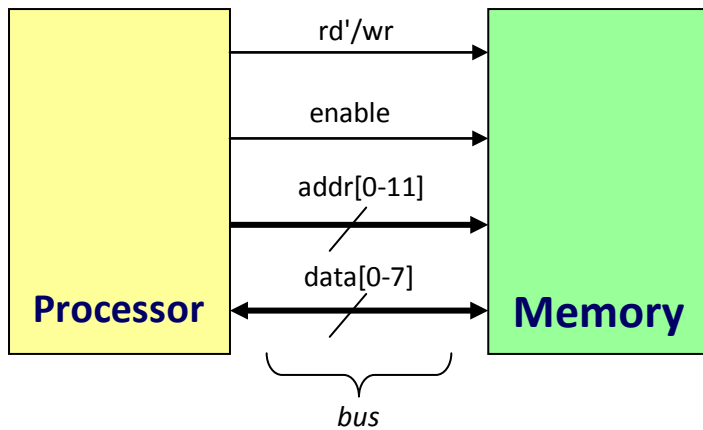 rd'/wr
enable
addr[0-11]
data[0-7]
Processor
Memory
bus